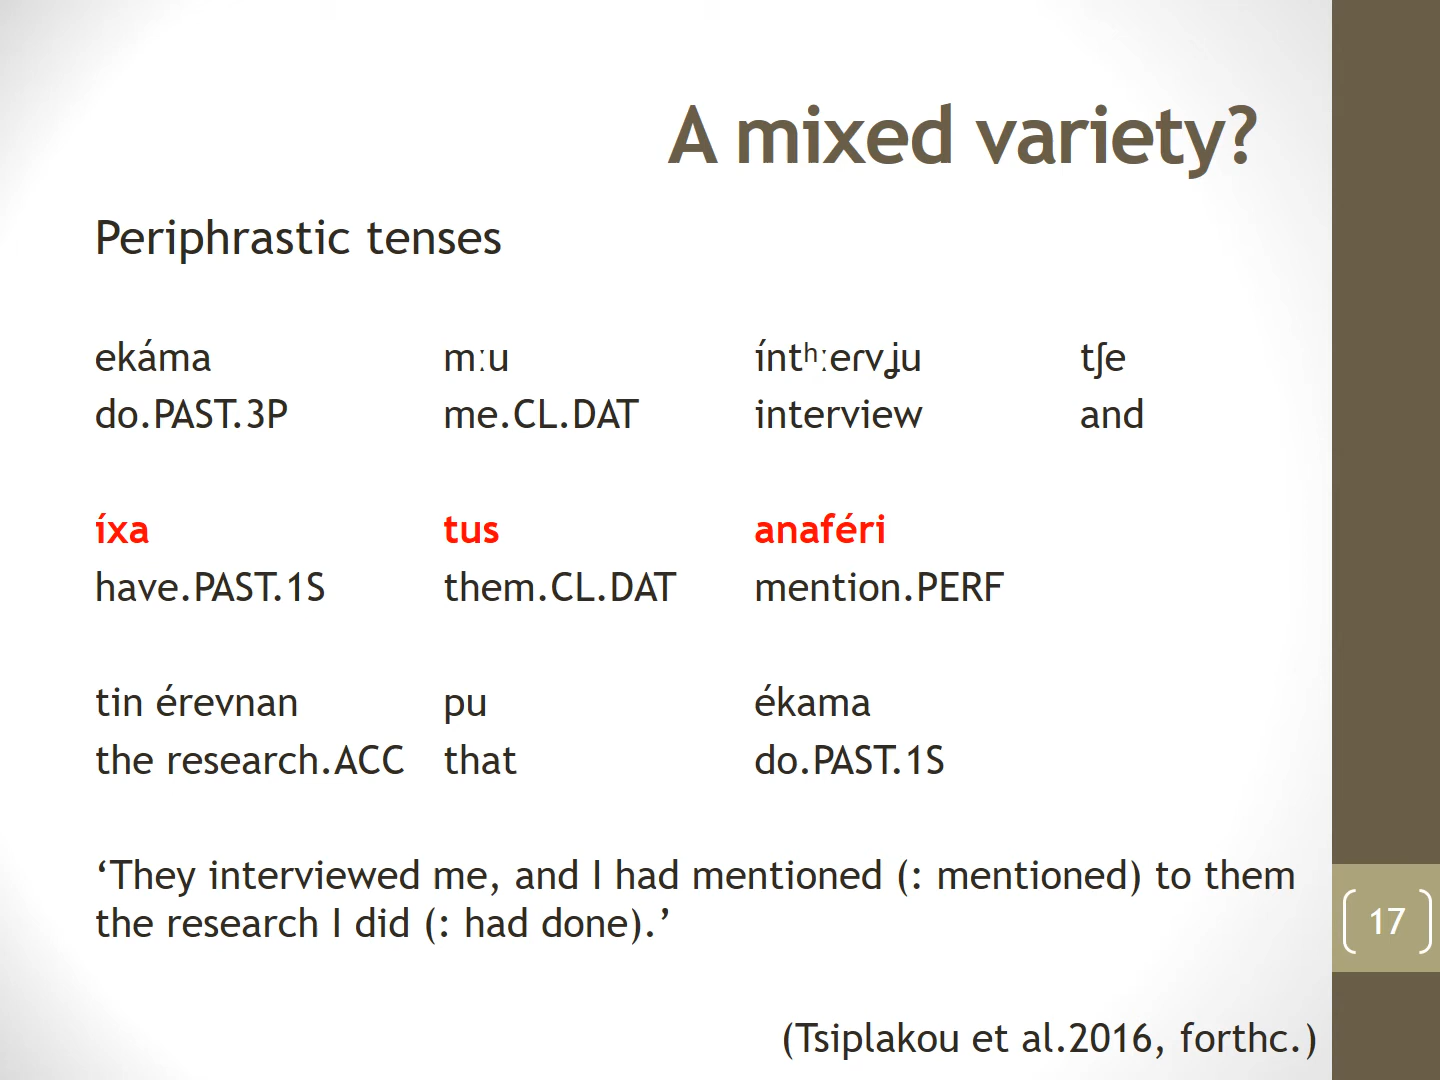 A mixed variety?
Periphrastic tenses
ekáma mːu íntʰːeɾvʝu tʃe
do.PAST.3P me.CL.DAT interview and
íxa tus anaféri
have.PAST.1S them.CL.DAT mention.PERF
tin érevnan pu ékama
the research.ACC that do.PAST.1S
‘They interviewed me, and I had mentioned (: mentioned) to them
the research I did (: had done).’
17
(Tsiplakou et al.2016, forthc.)